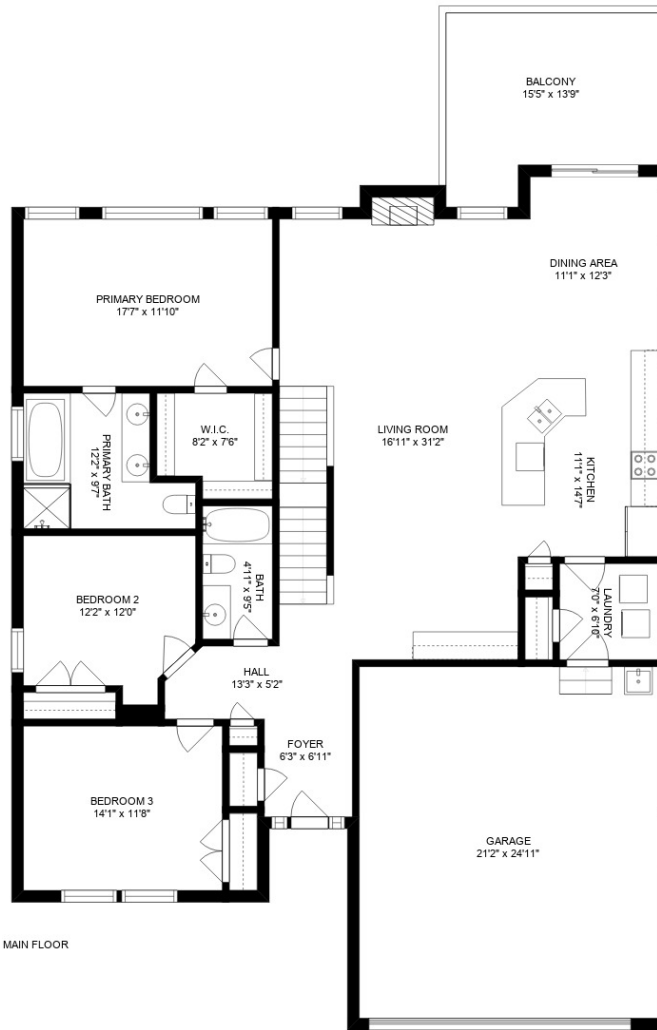 BALCONY
15'5" x 13'9"
DINING AREA
11'1" x 12'3"
PRIMARY BEDROOM
17'7" x 11'10"
W.I.C.
8'2" x 7'6"
LIVING ROOM
16'11" x 31'2"
PRIMARY BATH
12'2" x 9'7"
KITCHEN
11'1" x 14'7"
BATH
4'11" x 9'5"
BEDROOM 2
12'2" x 12'0"
LAUNDRY
7'0" x 6'10"
HALL
13'3" x 5'2"
FOYER
6'3" x 6'11"
BEDROOM 3
14'1" x 11'8"
GARAGE
21'2" x 24'11"
MAIN FLOOR